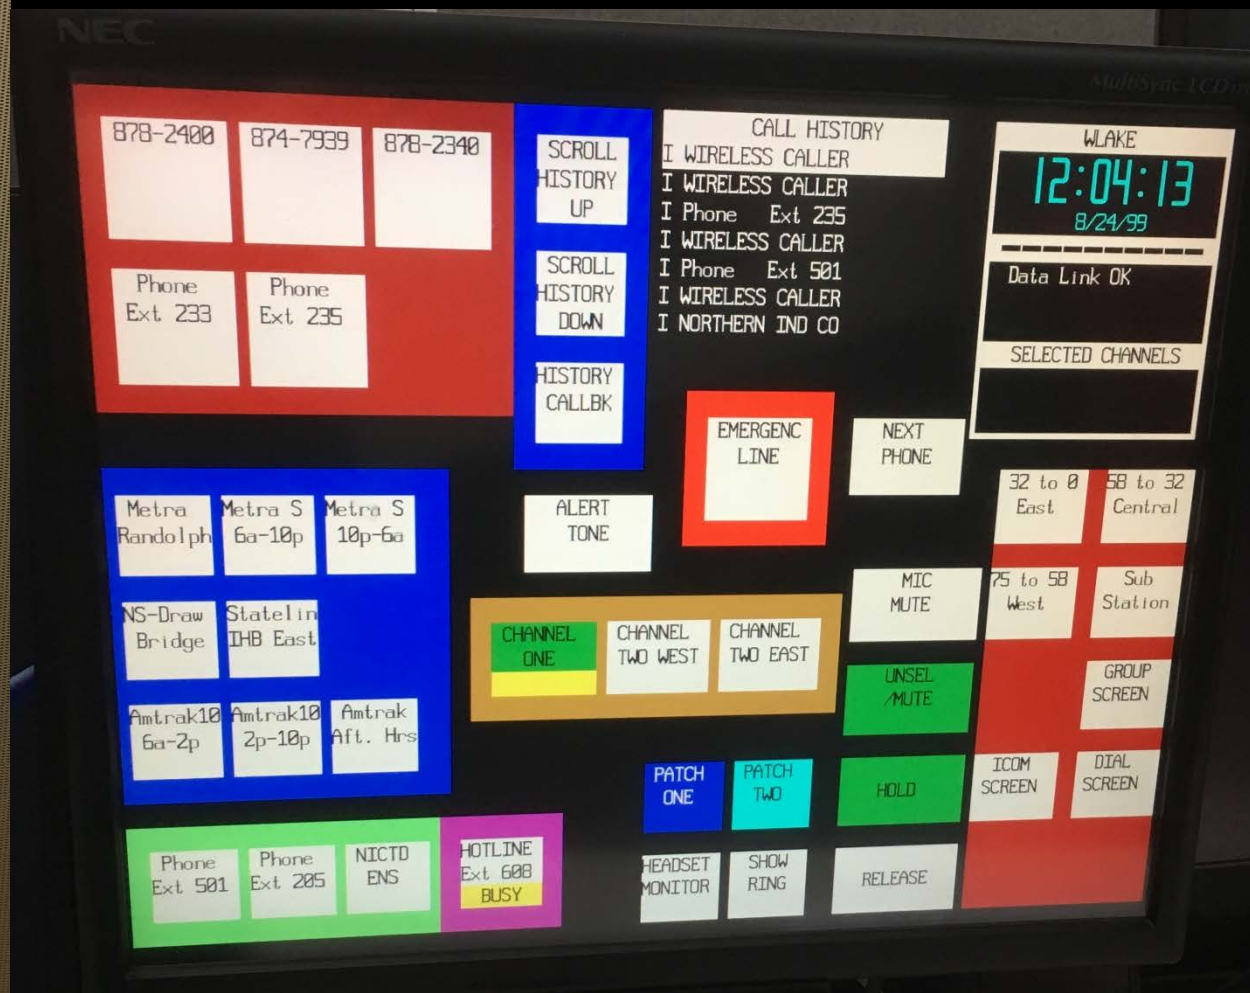 NEC
MultiSync LCD
878-2400
874-7939
878-2340
Phone
Ext 233
Phone
Ext 235
SCROLL
HISTORY
UP
SCROLL
HISTORY
DOWN
HISTORY
CALLBK
CALL HISTORY
I WIRELESS CALLER
I WIRELESS CALLER
I Phone Ext 235
I WIRELESS CALLER
I Phone Ext 501
I WIRELESS CALLER
I NORTHERN IND CO
WLAKE
12:04:13
8/24/99
Data Link OK
SELECTED CHANNELS
EMERGENC
LINE
NEXT
PHONE
ALERT
TONE
Metra
Randolph
Metra S
6a-10p
Metra S
10p-6a
NS-Draw
Bridge
Statelin
IHB East
Amtrak10
6a-2p
Amtrak10
2p-10p
Amtrak
Aft. Hrs
CHANNEL
ONE
CHANNEL
TWO WEST
CHANNEL
TWO EAST
MIC
MUTE
UNSEL
/MUTE
HOLD
RELEASE
32 to 0
East
58 to 32
Central
75 to 58
West
Sub
Station
GROUP
SCREEN
ICOM
SCREEN
DIAL
SCREEN
PATCH
ONE
PATCH
TWO
HEADSET
MONITOR
SHOW
RING
Phone
Ext 501
Phone
Ext 205
NICTD
ENS
HOTLINE
Ext 608
BUSY